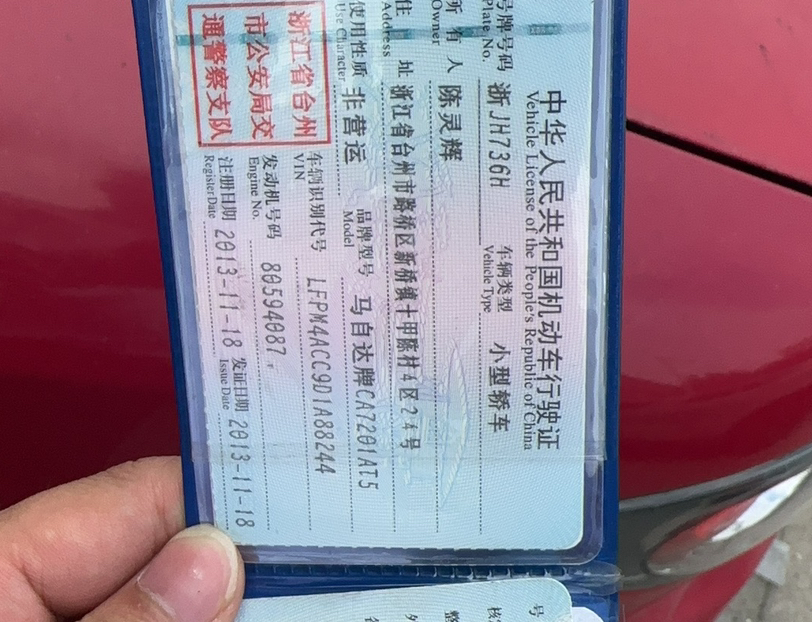 中华人民共和国机动车行驶证
Vehicle License of the People's Republic of China
号牌号码 浙JH736H 车辆类型 小型轿车
Plate No. Vehicle Type
所有人 陈灵辉
Owner
住址 浙江省台州市路桥区新桥镇十甲陈村4区24号
Address
使用性质 非营运 品牌型号 马自达牌CA7201AT5
Use Character Model
浙江省台州
市公安局交
通警察支队
车辆识别代号 LFPM4ACC9D1A88244
VIN
发动机号码 80594087
Engine No.
注册日期 2013-11-18 发证日期 2013-11-18
Register Date Issue Date
号
核
整
外